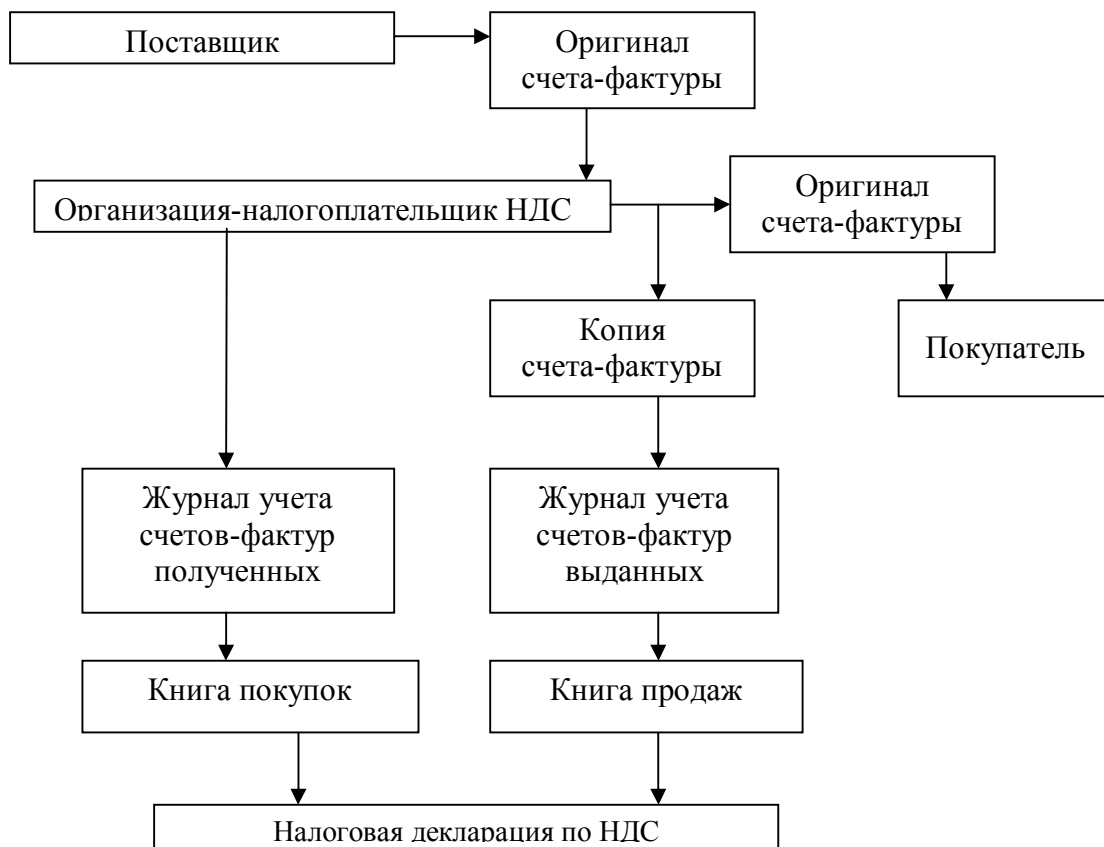 Поставщик
Оригинал
счета-фактуры
Организация-налогоплательщик НДС
Оригинал
счета-фактуры
Копия
счета-фактуры
Покупатель
Журнал учета
счетов-фактур
полученных
Журнал учета
счетов-фактур
выданных
Книга покупок
Книга продаж
Налоговая декларация по НДС